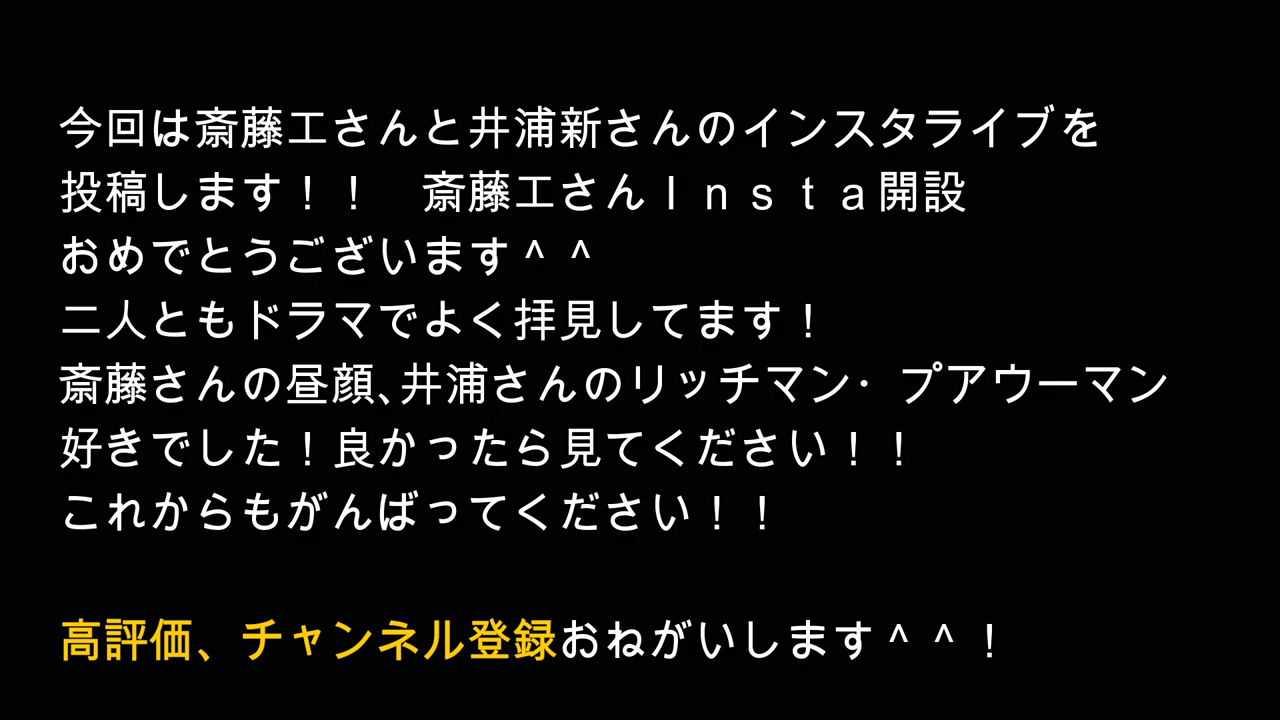 今回は斎藤工さんと井浦新さんのインスタライブを
投稿します！！　斎藤工さんＩｎｓｔａ開設
おめでとうございます＾＾
二人ともドラマでよく拝見してます！
斎藤さんの昼顔､井浦さんのリッチマン･プアウーマン
好きでした！良かったら見てください！！
これからもがんばってください！！
高評価、チャンネル登録おねがいします＾＾！